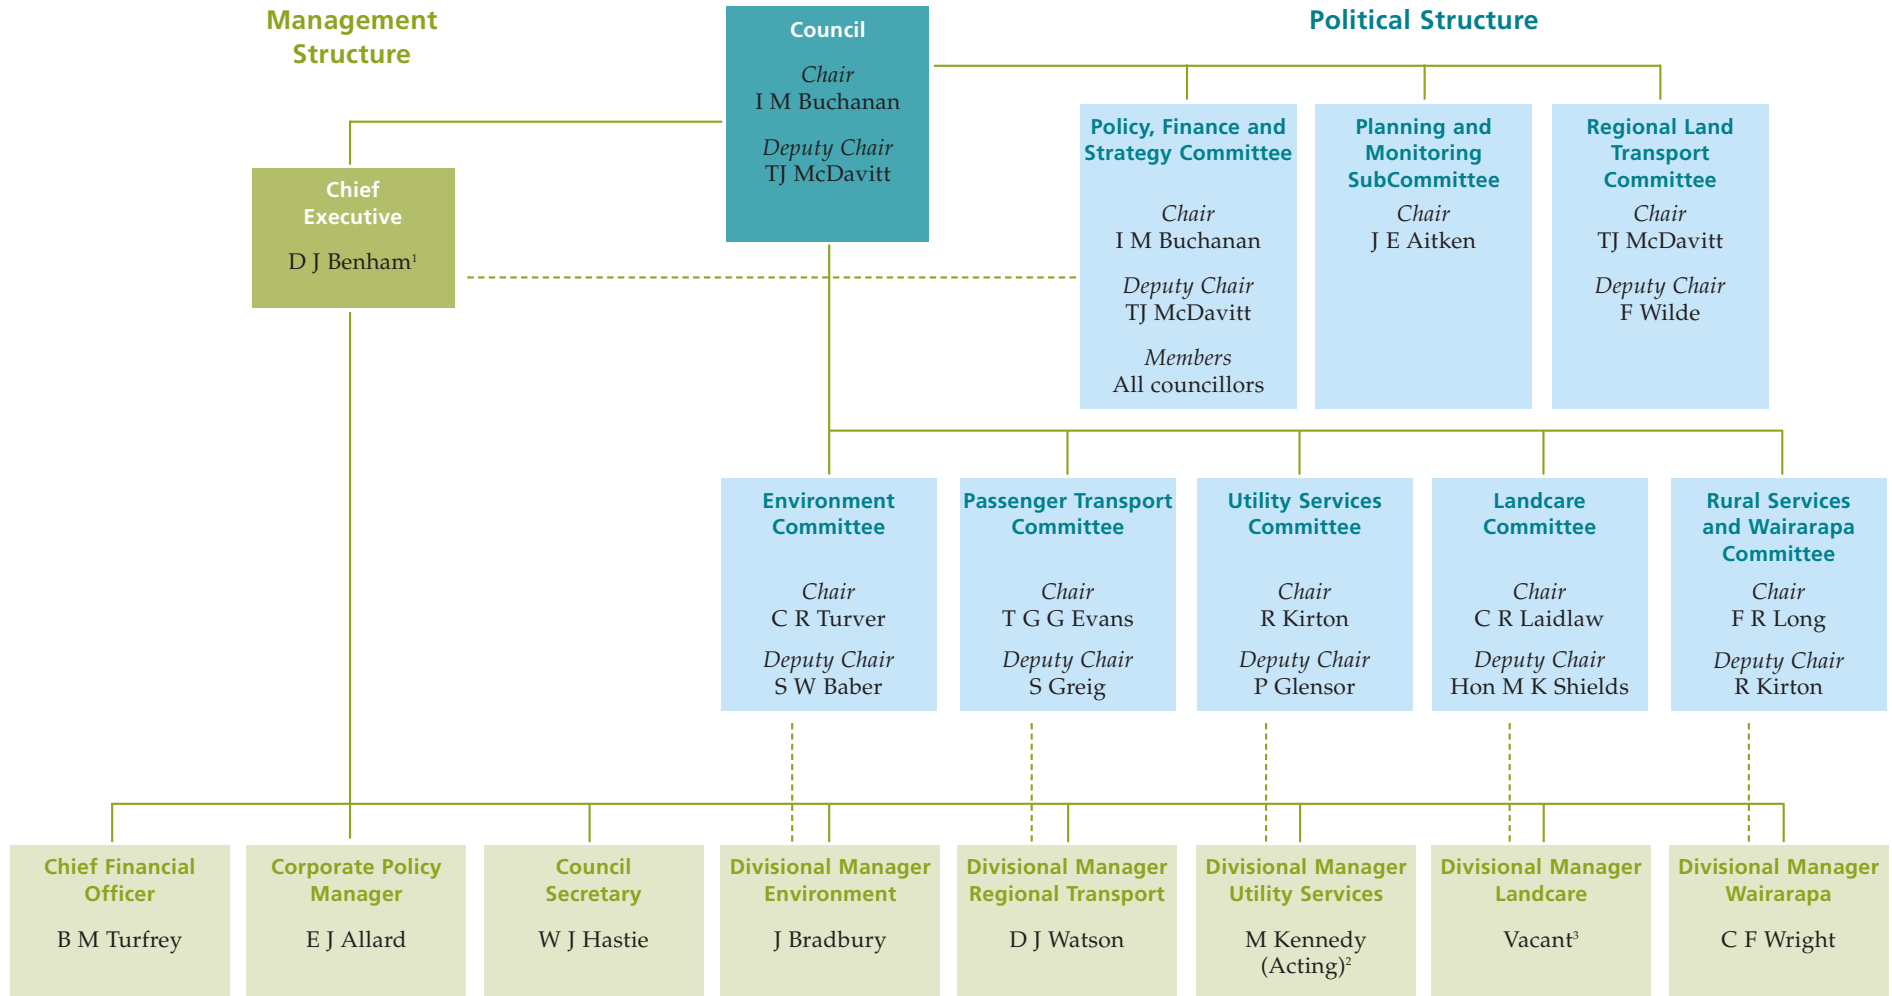 Management
Structure
Political Structure
Council
Chair
I M Buchanan
Deputy Chair
TJ McDavitt
Chief
Executive
D J Benham¹
Policy, Finance and
Strategy Committee
Chair
I M Buchanan
Deputy Chair
TJ McDavitt
Members
All councillors
Planning and
Monitoring
SubCommittee
Chair
J E Aitken
Regional Land
Transport
Committee
Chair
TJ McDavitt
Deputy Chair
F Wilde
Environment
Committee
Chair
C R Turver
Deputy Chair
S W Baber
Passenger Transport
Committee
Chair
T G G Evans
Deputy Chair
S Greig
Utility Services
Committee
Chair
R Kirton
Deputy Chair
P Glensor
Landcare
Committee
Chair
C R Laidlaw
Deputy Chair
Hon M K Shields
Rural Services
and Wairarapa
Committee
Chair
F R Long
Deputy Chair
R Kirton
Chief Financial
Officer
B M Turfrey
Corporate Policy
Manager
E J Allard
Council
Secretary
W J Hastie
Divisional Manager
Environment
J Bradbury
Divisional Manager
Regional Transport
D J Watson
Divisional Manager
Utility Services
M Kennedy
(Acting)²
Divisional Manager
Landcare
Vacant³
Divisional Manager
Wairarapa
C F Wright